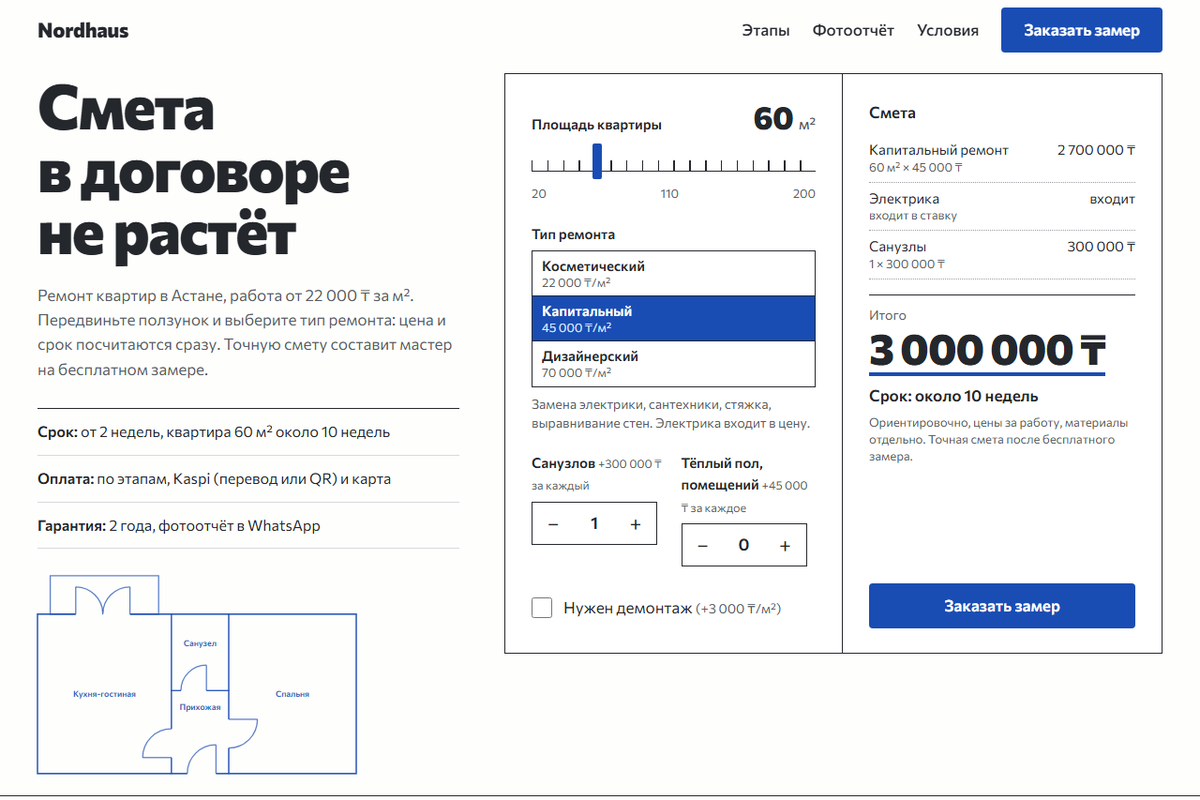 Nordhaus
Этапы Фотоотчёт Условия Заказать замер
Смета
в договоре
не растёт
Ремонт квартир в Астане, работа от 22 000 ₸ за м².
Передвиньте ползунок и выберите тип ремонта: цена и
срок посчитаются сразу. Точную смету составит мастер
на бесплатном замере.
Срок: от 2 недель, квартира 60 м² около 10 недель
Оплата: по этапам, Kaspi (перевод или QR) и карта
Гарантия: 2 года, фотоотчёт в WhatsApp
Санузел
Кухня-гостиная
Спальня
Прихожая
Площадь квартиры 60 м²
20 110 200
Тип ремонта
Косметический
22 000 ₸/м²
Капитальный
45 000 ₸/м²
Дизайнерский
70 000 ₸/м²
Замена электрики, сантехники, стяжка,
выравнивание стен. Электрика входит в цену.
Санузлов +300 000 ₸
за каждый
− 1 +
Тёплый пол,
помещений +45 000
₸ за каждое
− 0 +
Нужен демонтаж (+3 000 ₸/м²)
Смета
Капитальный ремонт 2 700 000 ₸
60 м² × 45 000 ₸
Электрика входит
входит в ставку
Санузлы 300 000 ₸
1 × 300 000 ₸
Итого
3 000 000 ₸
Срок: около 10 недель
Ориентировочно, цены за работу, материалы
отдельно. Точная смета после бесплатного
замера.
Заказать замер